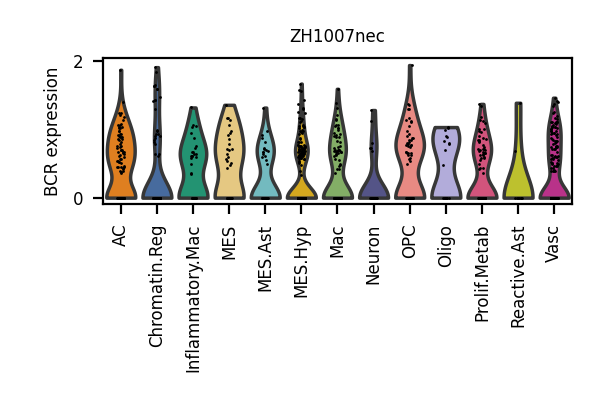 ZH1007nec
BCR expression
2
0
AC
Chromatin.Reg
Inflammatory.Mac
MES
MES.Ast
MES.Hyp
Mac
Neuron
OPC
Oligo
Prolif.Metab
Reactive.Ast
Vasc